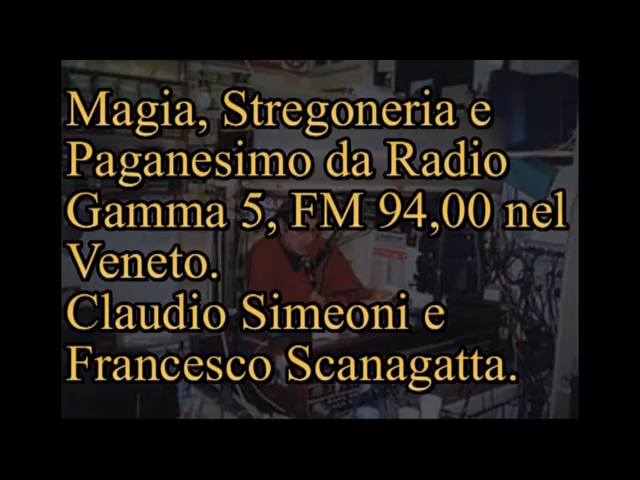 Magia, Stregoneria e
Paganesimo da Radio
Gamma 5, FM 94,00 nel
Veneto.
Claudio Simeoni e
Francesco Scanagatta.